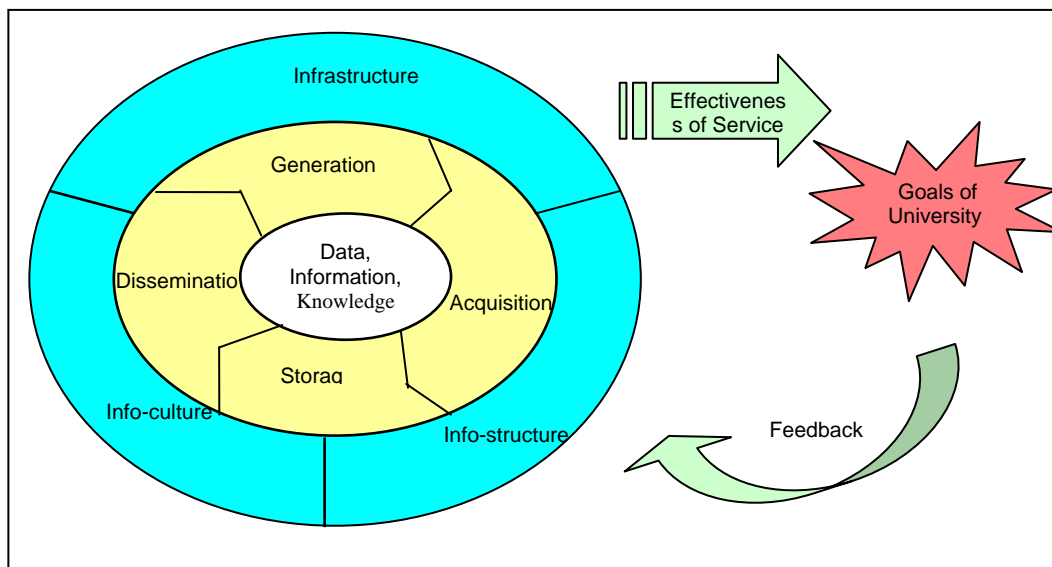 Infrastructure
Effectivenes
s of Service
Generation
Goals of
University
Data,
Information,
Knowledge
Disseminatio
Acquisition
Storag
Info-culture
Info-structure
Feedback